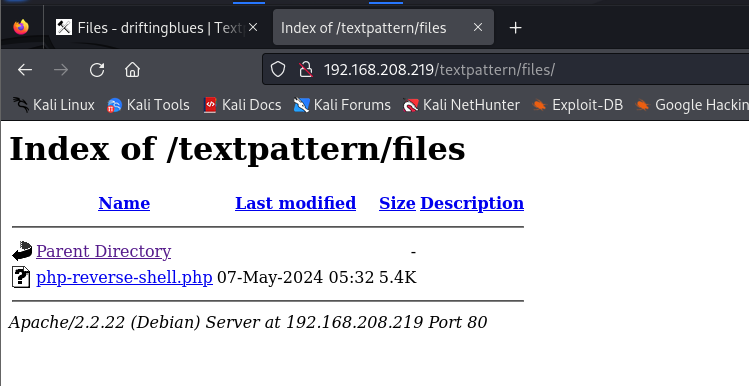 Files - driftingblues | Text
Index of /textpattern/files
192.168.208.219/textpattern/files/
Kali Linux Kali Tools Kali Docs Kali Forums Kali NetHunter Exploit-DB Google Hackin
Index of /textpattern/files
Name Last modified Size Description
Parent Directory -
php-reverse-shell.php 07-May-2024 05:32 5.4K
Apache/2.2.22 (Debian) Server at 192.168.208.219 Port 80